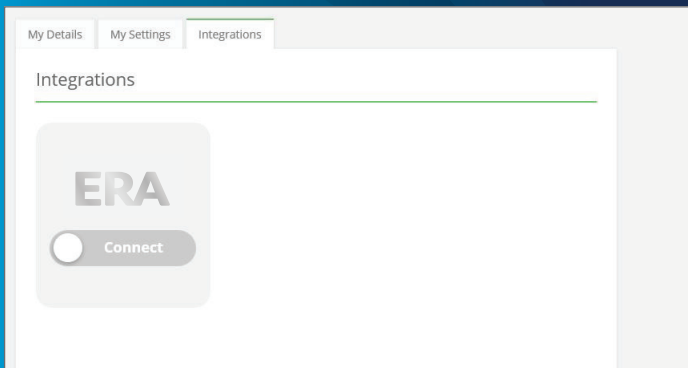 My Details My Settings Integrations
Integrations
ERA
Connect